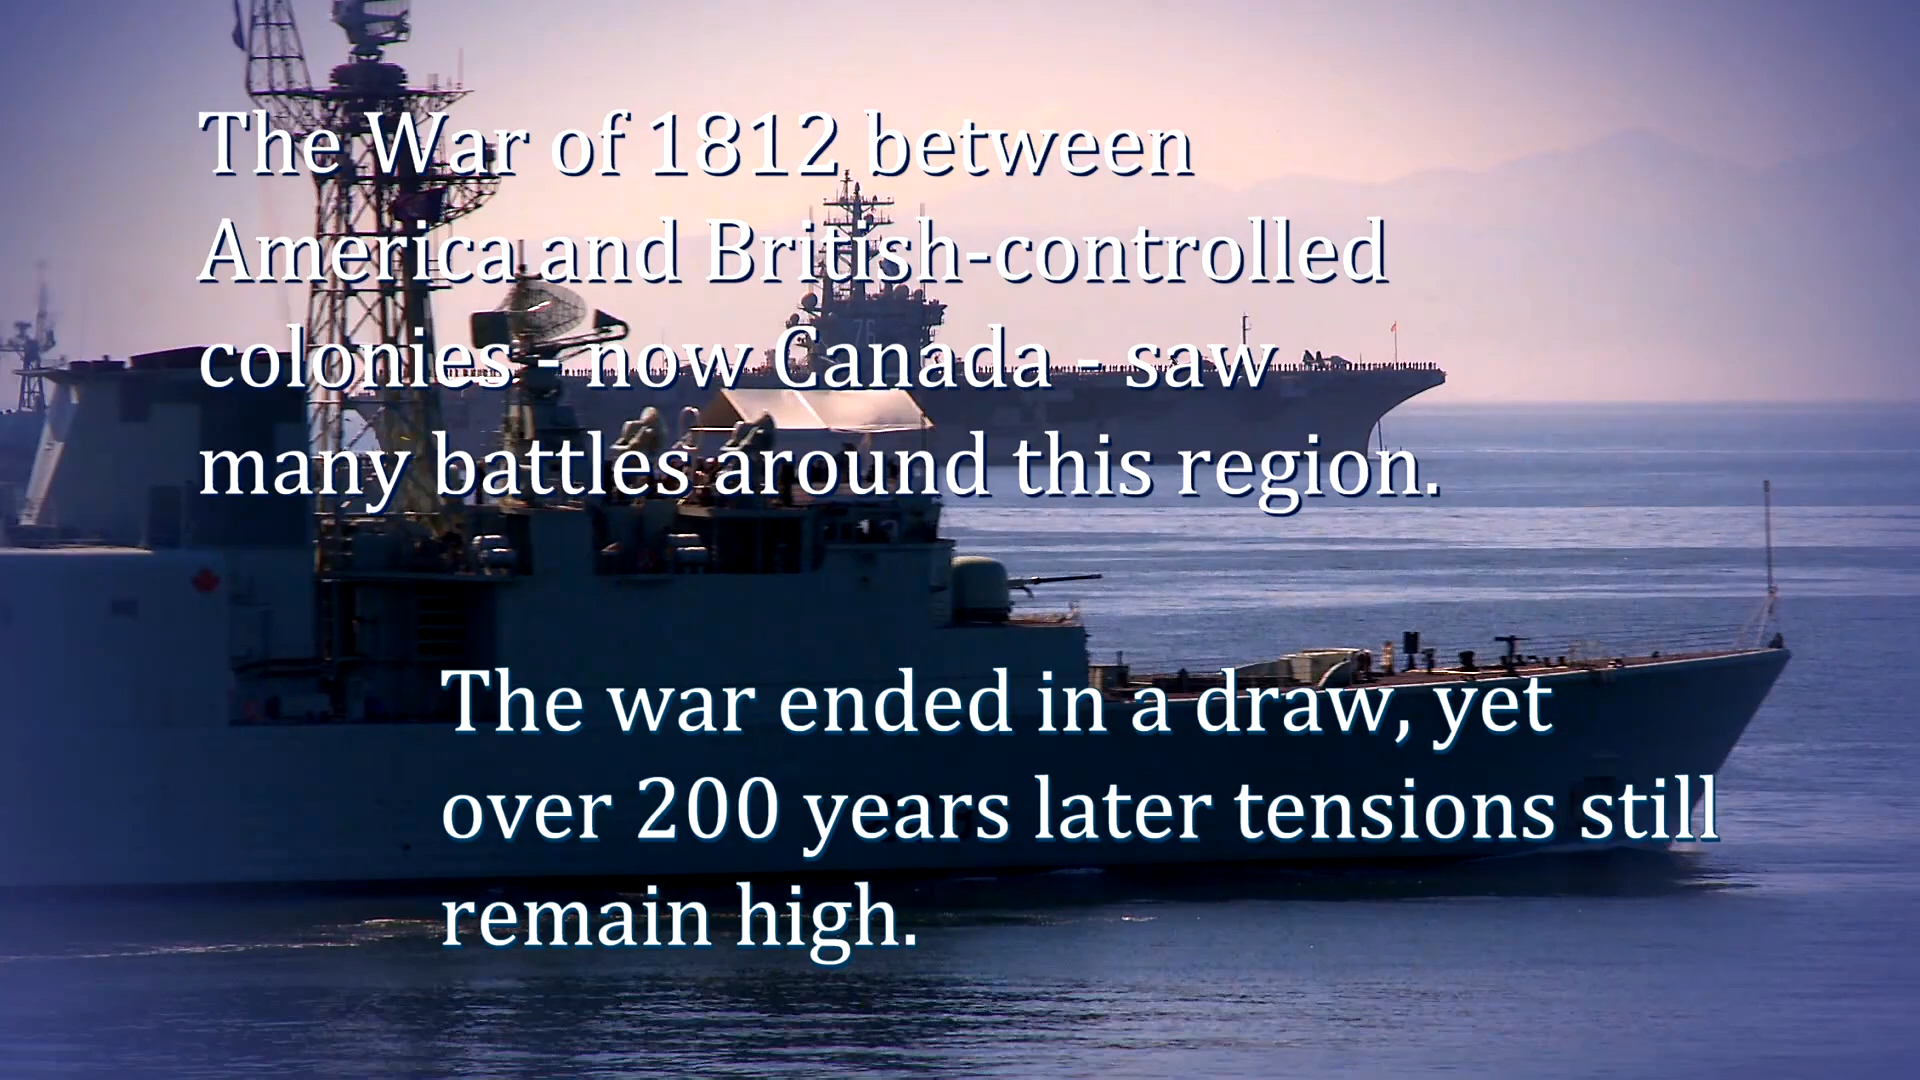 The War of 1812 between
America and British-controlled
colonies - now Canada - saw
many battles around this region.
76
The war ended in a draw, yet
over 200 years later tensions still
remain high.